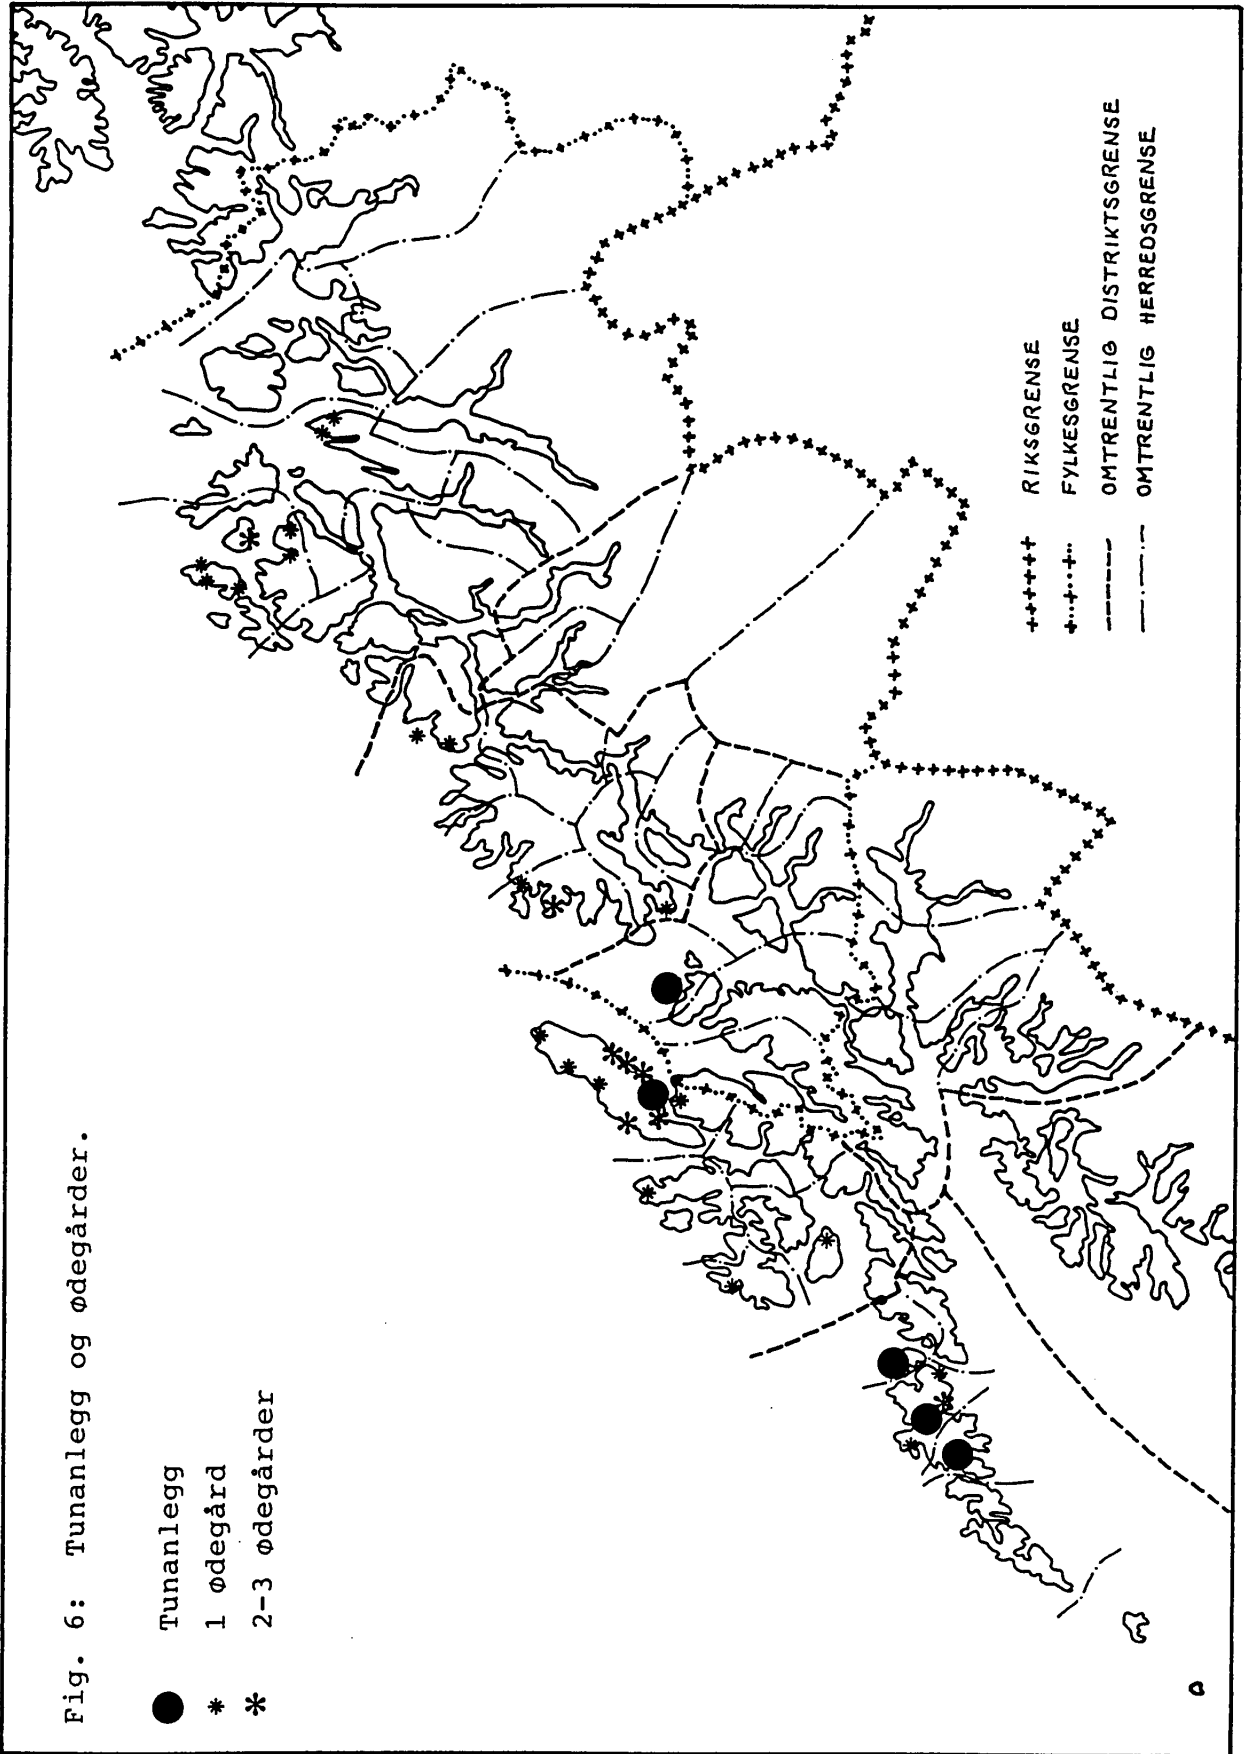 Fig. 6: Tunanlegg og ødegårder.
Tunanlegg
1 ødegård
2-3 ødegårder
RIKSGRENSE
FYLKESGRENSE
OMTRENTLIG DISTRIKTSGRENSE
OMTRENTLIG HERREDSGRENSE